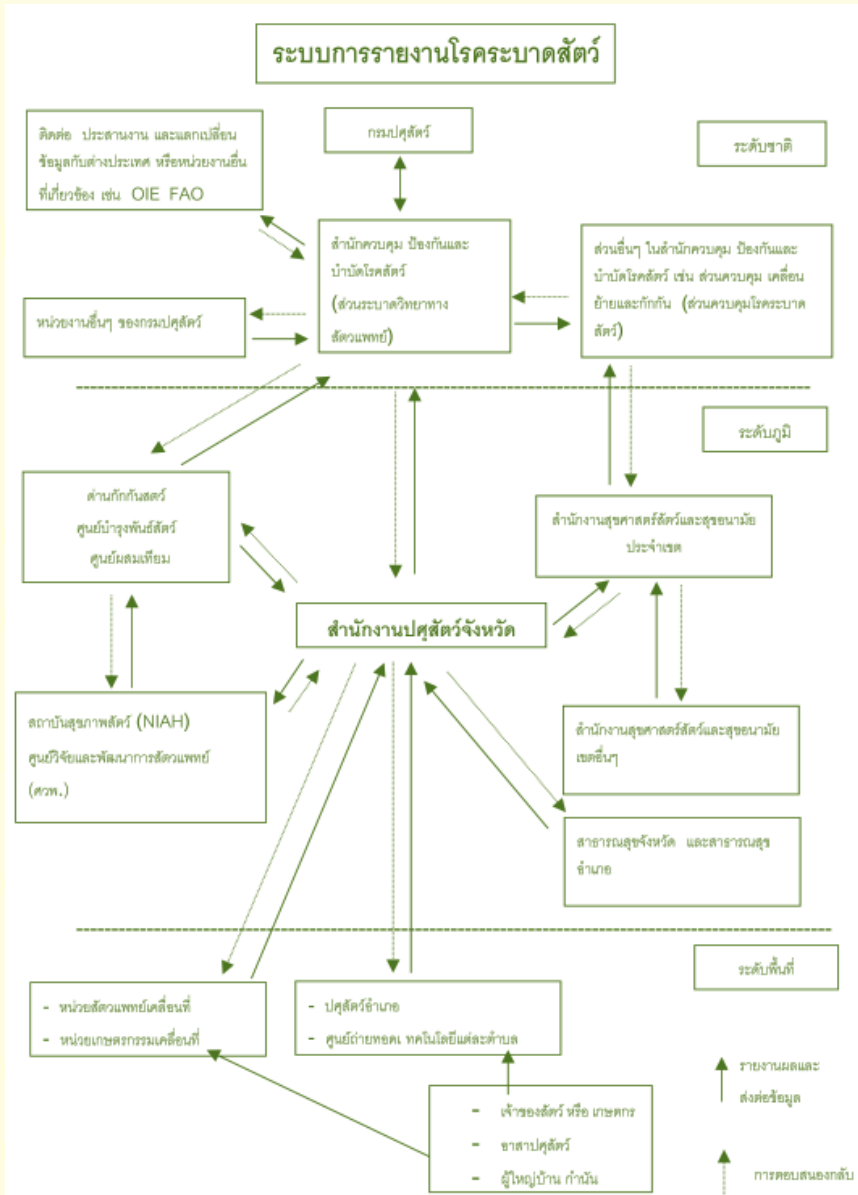 ระบบการรายงานโรคระบาดสัตว์
ติดต่อ ประสานงาน และแลกเปลี่ยน
ข้อมูลกับต่างประเทศ หรือหน่วยงานอื่น
ที่เกี่ยวข้อง เช่น OIE FAO
กรมปศุสัตว์
ระดับชาติ
สำนักควบคุม ป้องกันและ
บำบัดโรคสัตว์
(ส่วนระบาดวิทยาทาง
สัตวแพทย์)
ส่วนอื่นๆ ในสำนักควบคุม ป้องกันและ
บำบัดโรคสัตว์ เช่น ส่วนควบคุม เคลื่อน
ย้ายและกักกัน (ส่วนควบคุมโรคระบาด
สัตว์)
หน่วยงานอื่นๆ ของกรมปศุสัตว์
ระดับภูมิ
ด่านกักกันสตว์
ศูนย์บำรุงพันธ์สัตว์
ศูนย์ผสมเทียม
สำนักงานสุขศาสตร์สัตว์และสุขอนามัย
ประจำเขต
สำนักงานปศุสัตว์จังหวัด
สถาบันสุขภาพสัตว์ (NIAH)
ศูนย์วิจัยและพัฒนาการสัตวแพทย์
(ศวพ.)
สำนักงานสุขศาสตร์สัตว์และสุขอนามัย
เขตอื่นๆ
สาธารณสุขจังหวัด และสาธารณสุข
อำเภอ
ระดับพื้นที่
- หน่วยสัตวแพทย์เคลื่อนที่
- หน่วยเกษตรกรรมเคลื่อนที่
- ปศุสัตว์อำเภอ
- ศูนย์ถ่ายทอดเ ทคโนโลยีแต่ละตำบล
- เจ้าของสัตว์ หรือ เกษตกร
- อาสาปศุสัตว์
- ผู้ใหญ่บ้าน กำนัน
รายงานผลและ
ส่งต่อข้อมูล
การตอบสนองกลับ